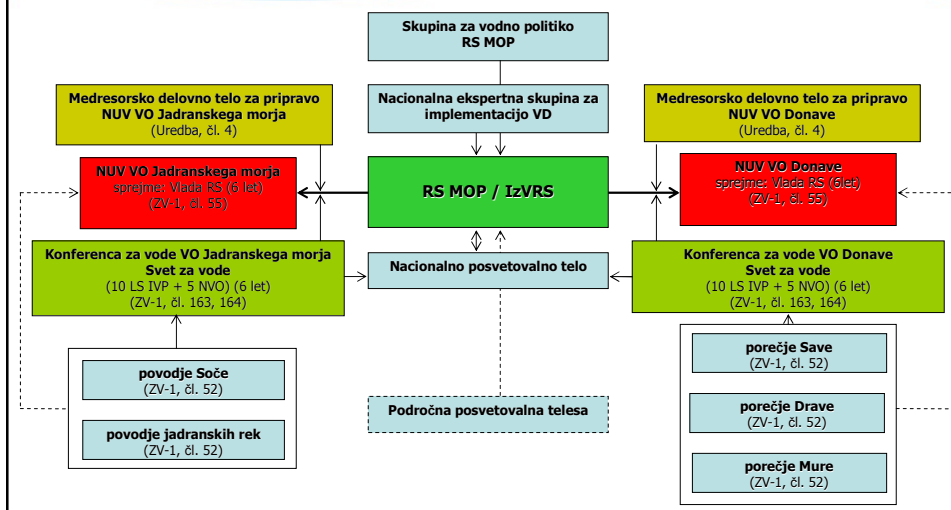 Skupina za vodno politiko
RS MOP
Medresorsko delovno telo za pripravo
NUV VO Jadranskega morja
(Uredba, čl. 4)
Nacionalna ekspertna skupina za
implementacijo VD
Medresorsko delovno telo za pripravo
NUV VO Donave
(Uredba, čl. 4)
NUV VO Jadranskega morja
sprejme: Vlada RS (6 let)
(ZV-1, čl. 55)
RS MOP / IzVRS
NUV VO Donave
sprejme: Vlada RS (6let)
(ZV-1, čl. 55)
Konferenca za vode VO Jadranskega morja
Svet za vode
(10 LS IVP + 5 NVO) (6 let)
(ZV-1, čl. 163, 164)
Nacionalno posvetovalno telo
Konferenca za vode VO Donave
Svet za vode
(10 LS IVP + 5 NVO) (6 let)
(ZV-1, čl. 163, 164)
povodje Soče
(ZV-1, čl. 52)
povodje jadranskih rek
(ZV-1, čl. 52)
Področna posvetovalna telesa
porečje Save
(ZV-1, čl. 52)
porečje Drave
(ZV-1, čl. 52)
porečje Mure
(ZV-1, čl. 52)